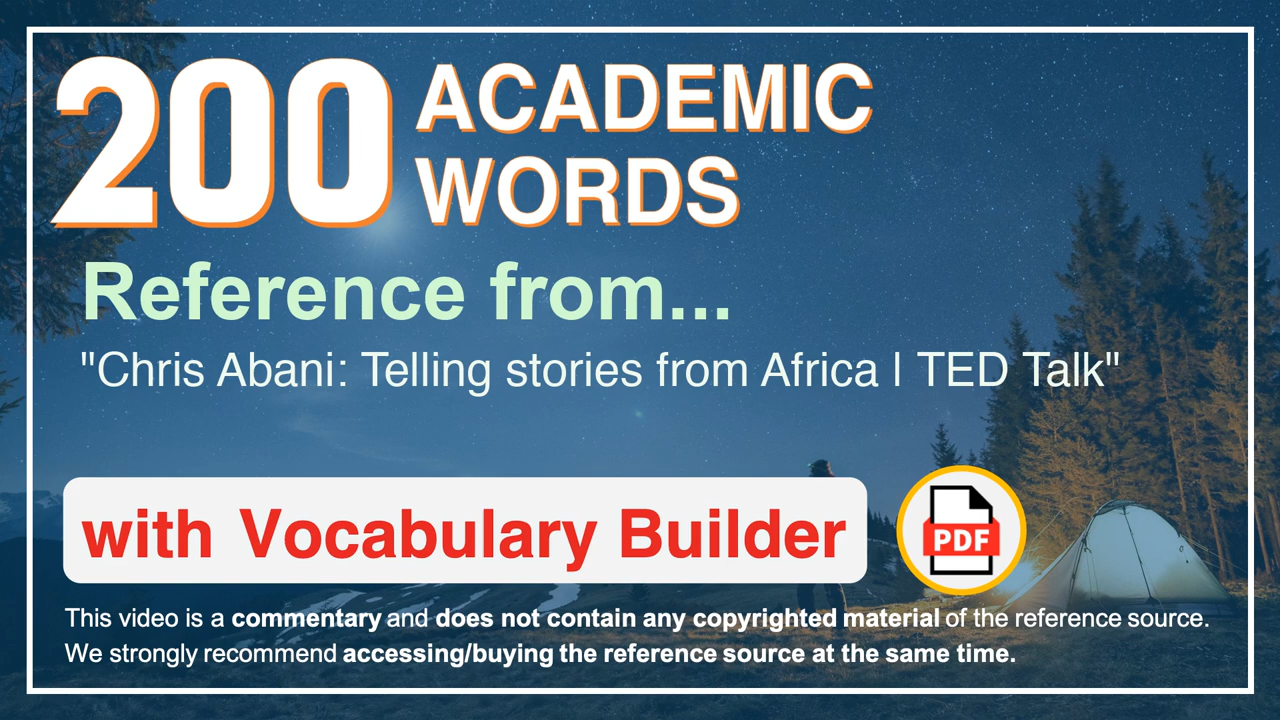 200 ACADEMIC
WORDS
Reference from...
"Chris Abani: Telling stories from Africa | TED Talk"
with Vocabulary Builder
PDF
This video is a commentary and does not contain any copyrighted material of the reference source.
We strongly recommend accessing/buying the reference source at the same time.